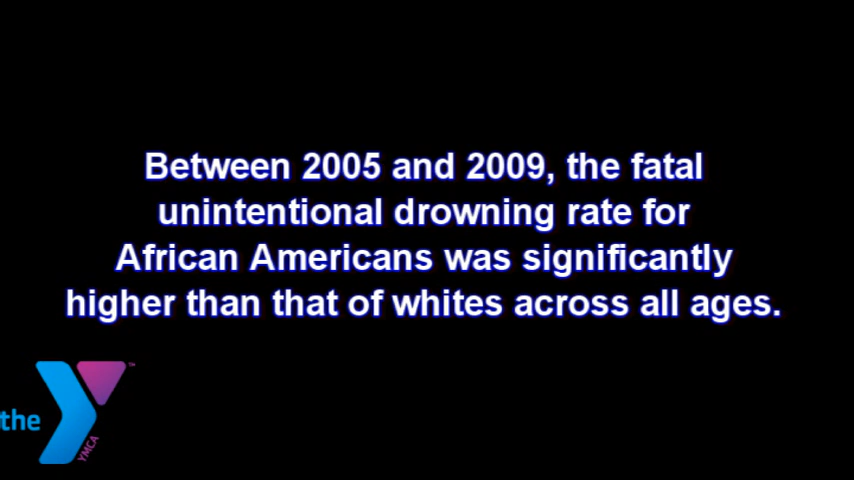 Between 2005 and 2009, the fatal
unintentional drowning rate for
African Americans was significantly
higher than that of whites across all ages.
the
YMCA
™